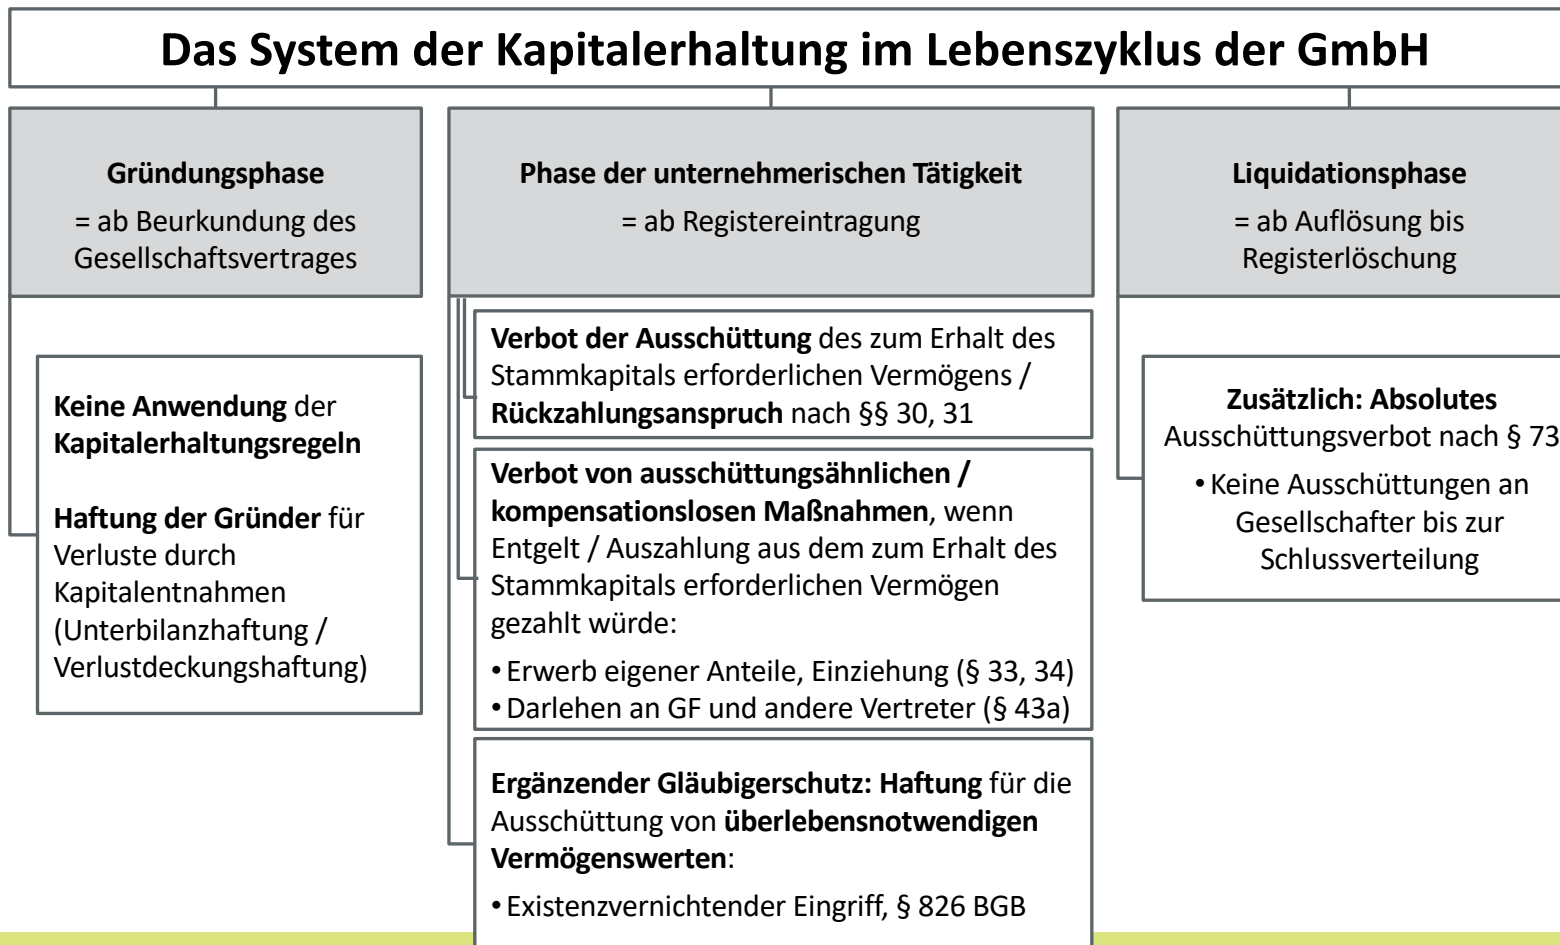 Das System der Kapitalerhaltung im Lebenszyklus der GmbH
Gründungsphase
= ab Beurkundung des
Gesellschaftsvertrages
Keine Anwendung der
Kapitalerhaltungsregeln
Haftung der Gründer für
Verluste durch
Kapitalentnahmen
(Unterbilanzhaftung /
Verlustdeckungshaftung)
Phase der unternehmerischen Tätigkeit
= ab Registereintragung
Verbot der Ausschüttung des zum Erhalt des
Stammkapitals erforderlichen Vermögens /
Rückzahlungsanspruch nach §§ 30, 31
Verbot von ausschüttungsähnlichen /
kompensationslosen Maßnahmen, wenn
Entgelt / Auszahlung aus dem zum Erhalt des
Stammkapitals erforderlichen Vermögen
gezahlt würde:
• Erwerb eigener Anteile, Einziehung (§ 33, 34)
• Darlehen an GF und andere Vertreter (§ 43a)
Ergänzender Gläubigerschutz: Haftung für die
Ausschüttung von überlebensnotwendigen
Vermögenswerten:
• Existenzvernichtender Eingriff, § 826 BGB
Liquidationsphase
= ab Auflösung bis
Registerlöschung
Zusätzlich: Absolutes
Ausschüttungsverbot nach § 73
• Keine Ausschüttungen an
Gesellschafter bis zur
Schlussverteilung